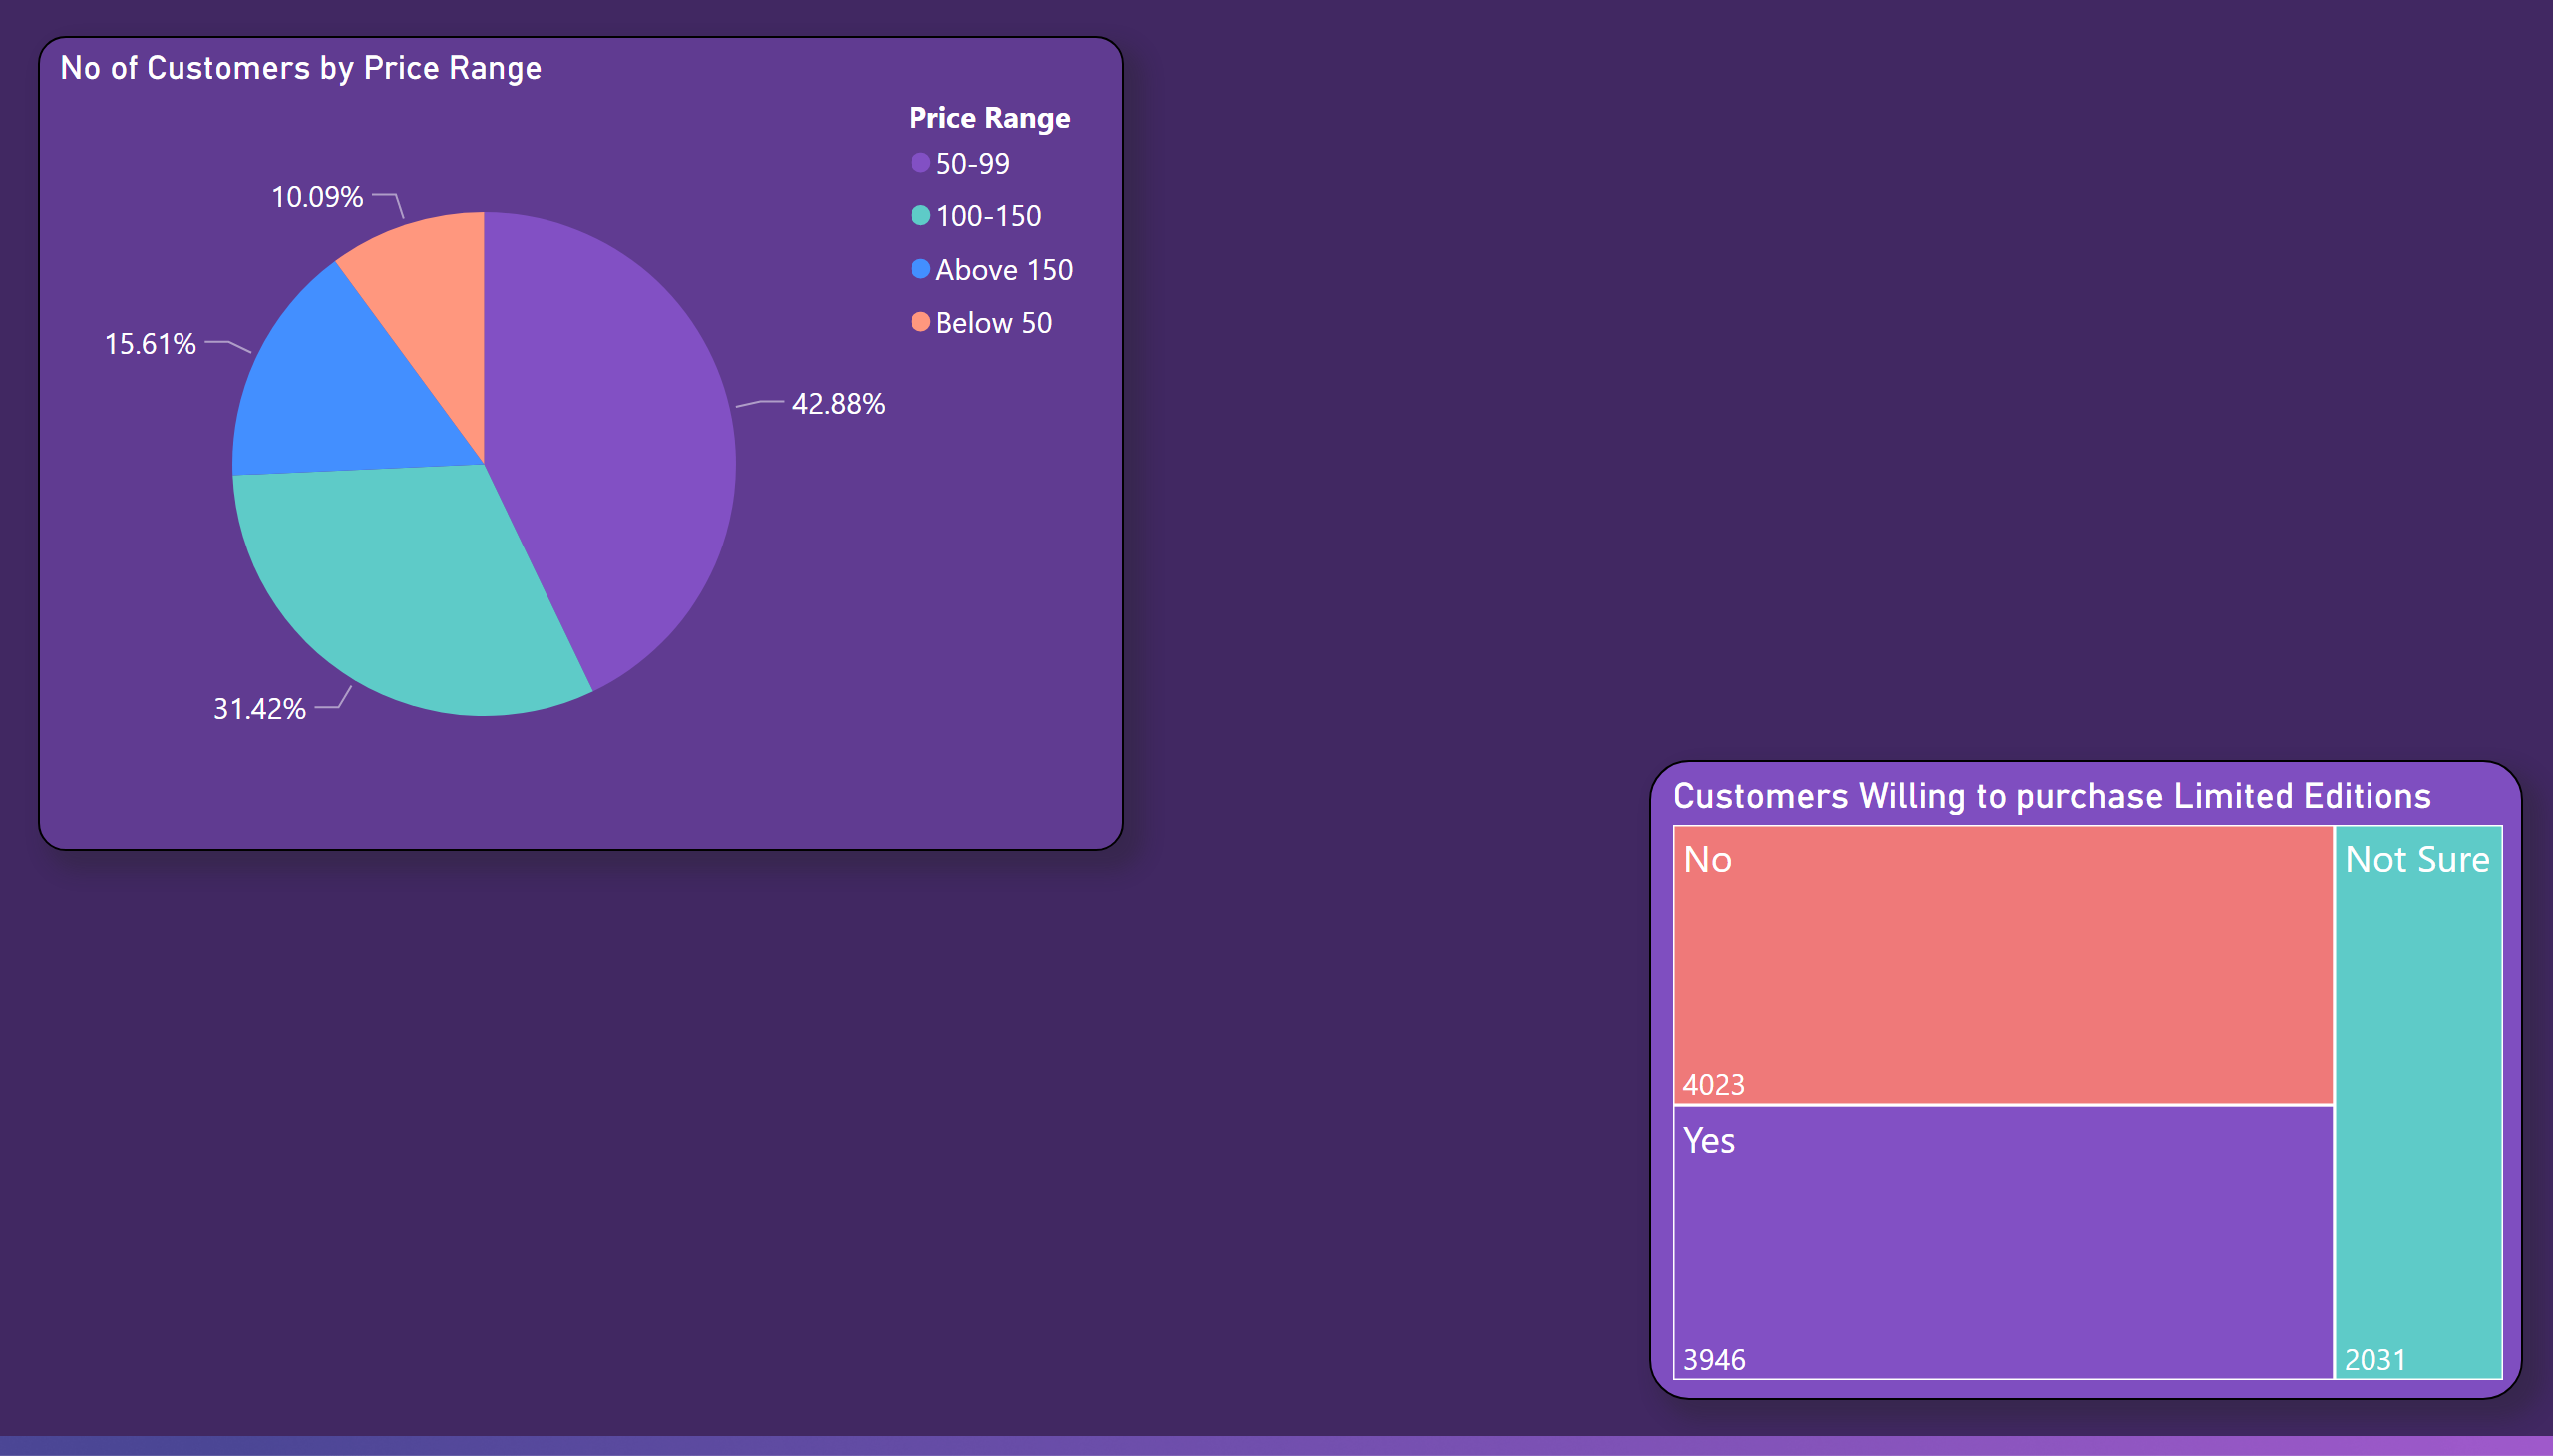 No of Customers by Price Range
Price Range
50-99
100-150
Above 150
Below 50
10.09%
15.61%
42.88%
31.42%
Customers Willing to purchase Limited Editions
No
4023
Yes
3946
Not Sure
2031